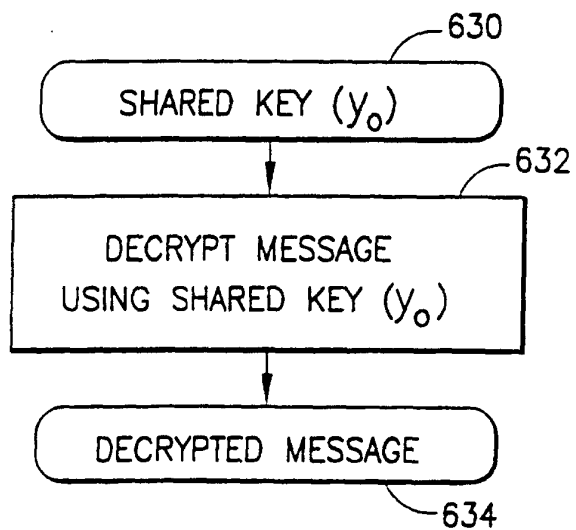 630
SHARED KEY (y₀)
632
DECRYPT MESSAGE
USING SHARED KEY (y₀)
DECRYPTED MESSAGE
634